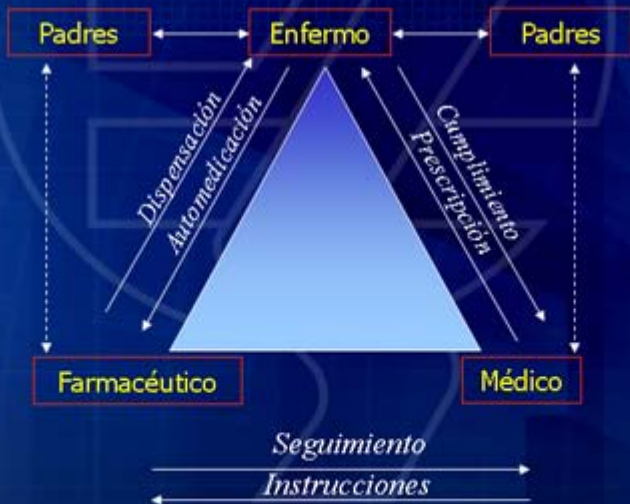 Padres
Enfermo
Padres
Dispensación
Automedicación
Cumplimiento
Prescripción
Farmacéutico
Médico
Seguimiento
Instrucciones